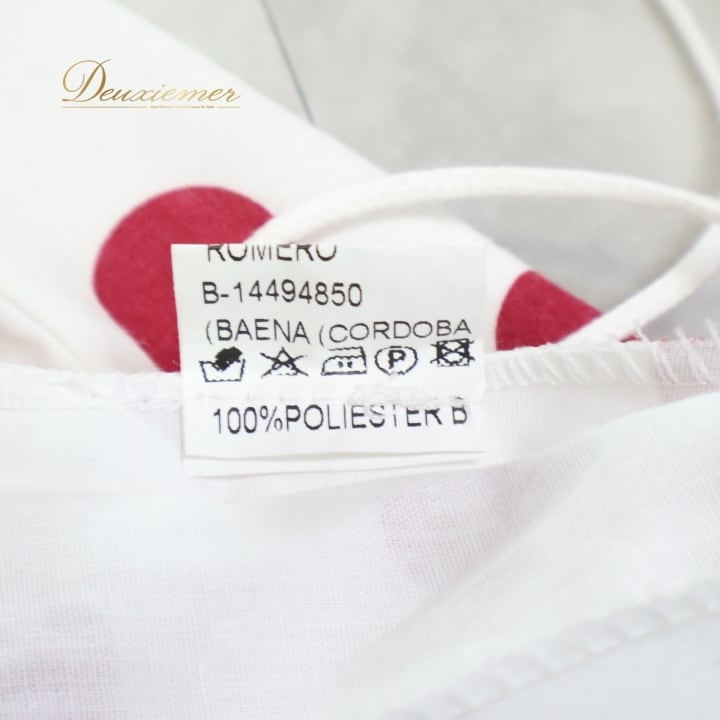 Deuxiemer
ROMERO
B-14494850
(BAENA (CORDOBA
P
100%POLIESTER B